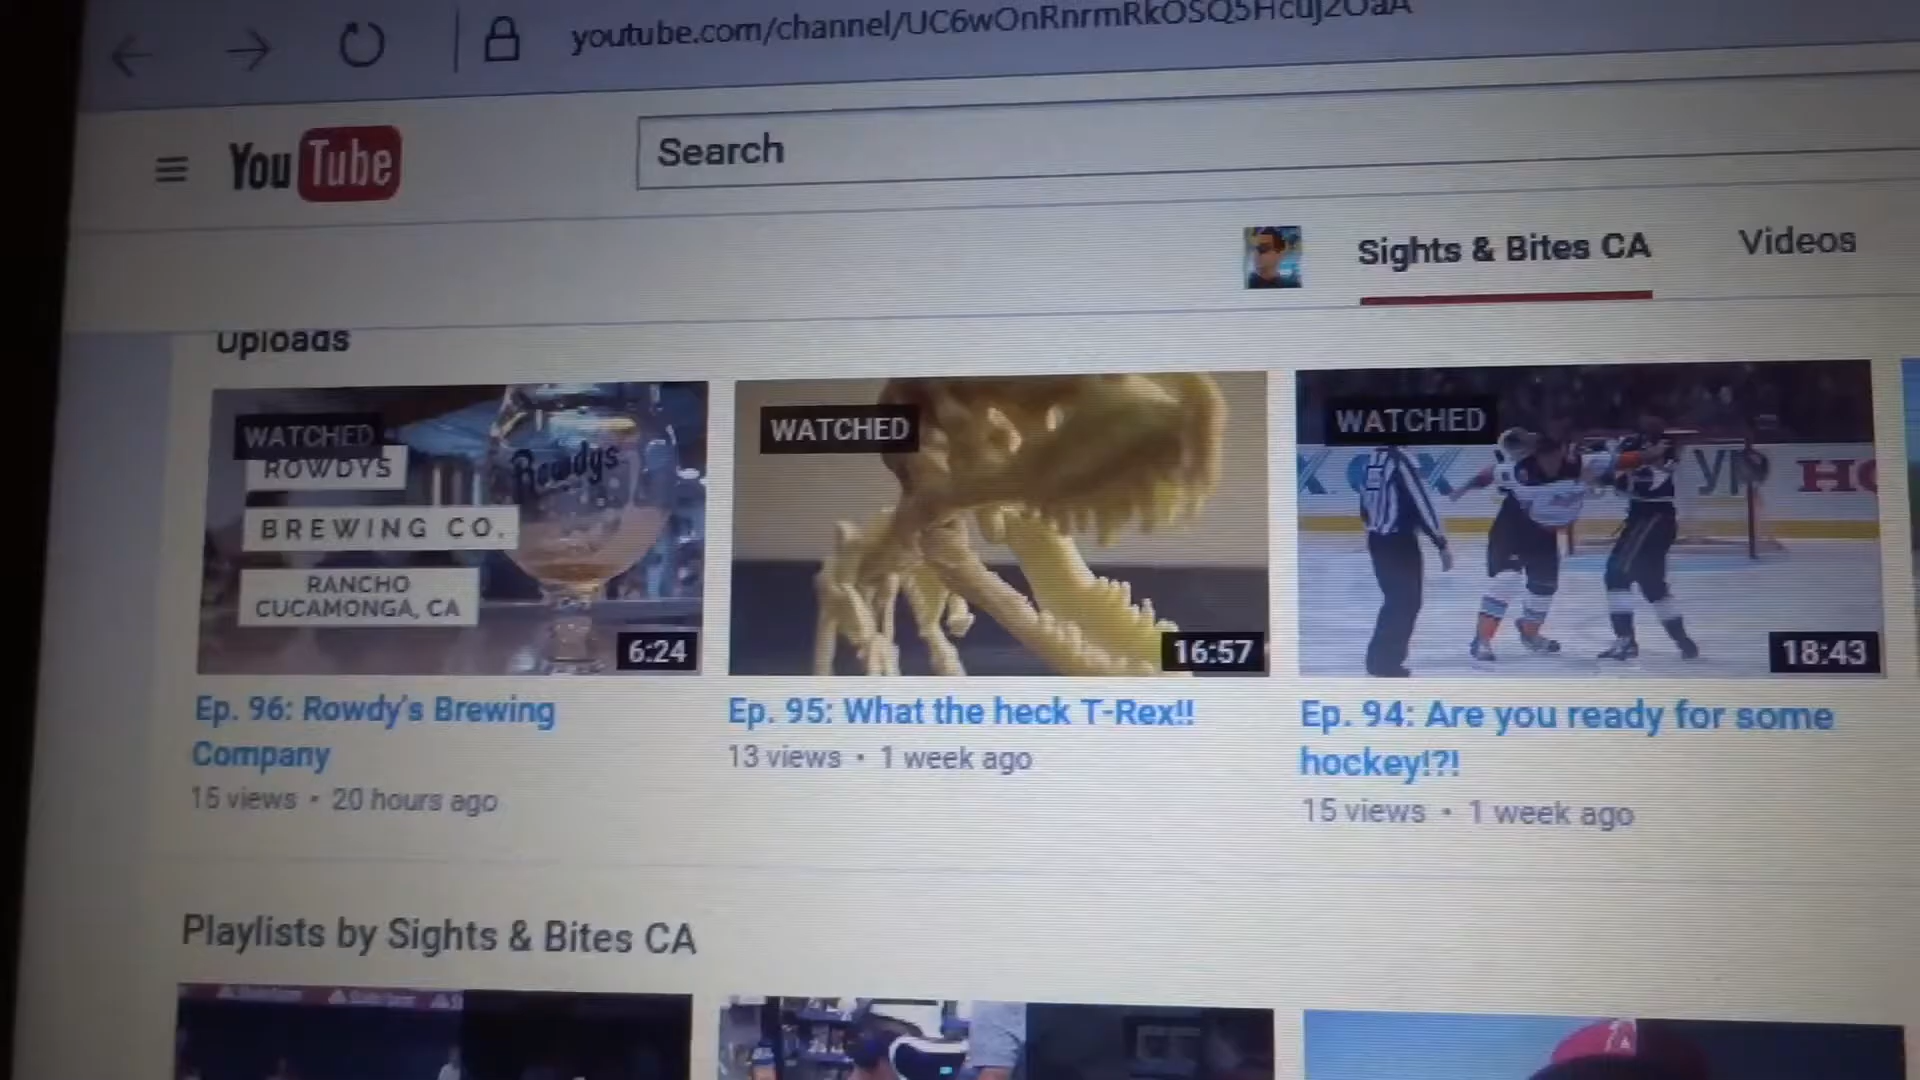 youtube.com/channel/UC6wOnRnrmRkOSQ5Hcuj2OaA
YouTube
Search
Sights & Bites CA
Videos
Uploads
WATCHED
ROWDYS
BREWING CO.
RANCHO
CUCAMONGA, CA
Rowdys
6:24
WATCHED
16:57
WATCHED
18:43
Ep. 96: Rowdy's Brewing
Company
15 views • 20 hours ago
Ep. 95: What the heck T-Rex!!
13 views • 1 week ago
Ep. 94: Are you ready for some
hockey!?!
15 views • 1 week ago
Playlists by Sights & Bites CA